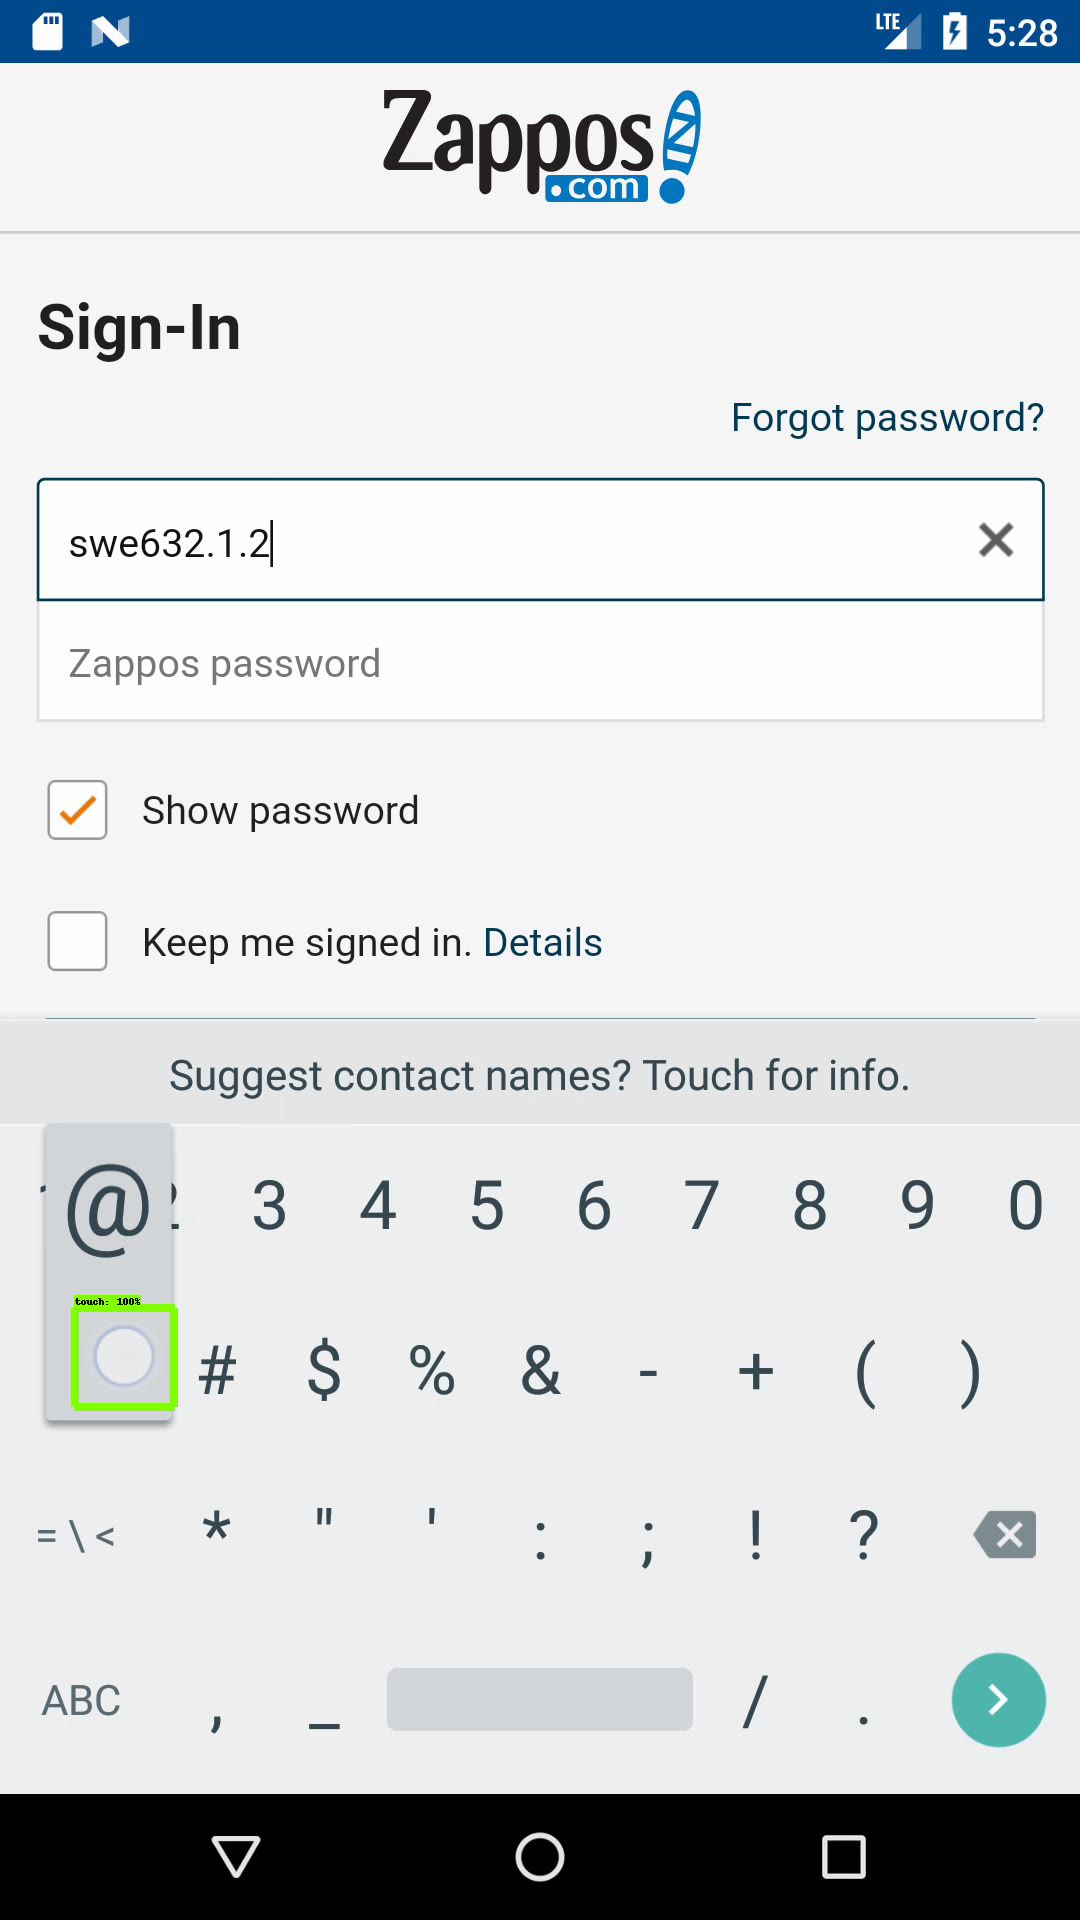 LTE 5:28
Zappos
.com
Sign-In
Forgot password?
swe632.1.2
Zappos password
Show password
Keep me signed in. Details
Suggest contact names? Touch for info.
@ 3 4 5 6 7 8 9 0
touch: 100%
# $ % & - + ( )
= \ < * " ' : ; ! ?
ABC , _ / .